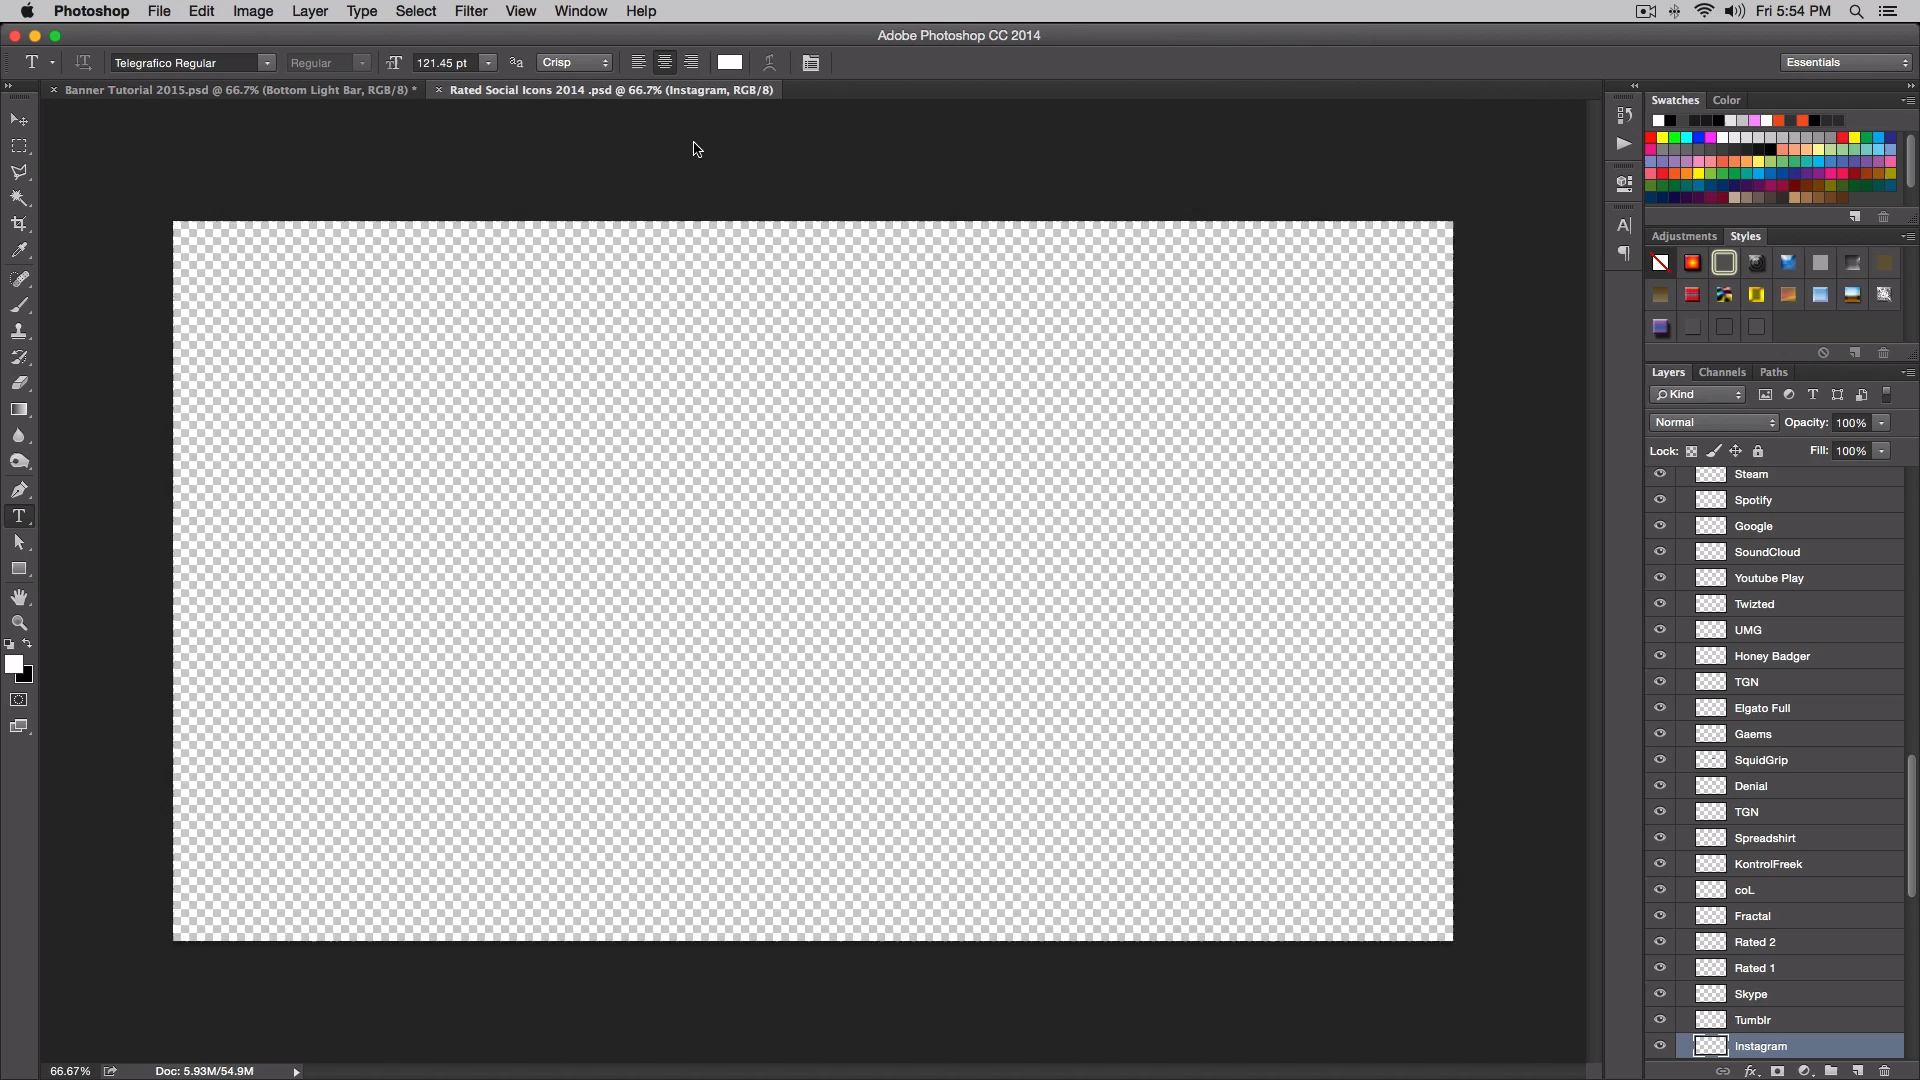 Photoshop File Edit Image Layer Type Select Filter View Window Help Fri 5:54 PM
Adobe Photoshop CC 2014
T Telegrafico Regular Regular 121.45 pt aa Crisp Essentials
Banner Tutorial 2015.psd @ 66.7% (Bottom Light Bar, RGB/8) *
Rated Social Icons 2014 .psd @ 66.7% (Instagram, RGB/8)
Swatches Color
Adjustments Styles
Layers Channels Paths
Kind
Normal Opacity: 100%
Lock: Fill: 100%
Steam
Spotify
Google
SoundCloud
Youtube Play
Twizted
UMG
Honey Badger
TGN
Elgato Full
Gaems
SquidGrip
Denial
TGN
Spreadshirt
KontrolFreek
coL
Fractal
Rated 2
Rated 1
Skype
Tumblr
Instagram
66.67% Doc: 5.93M/54.9M